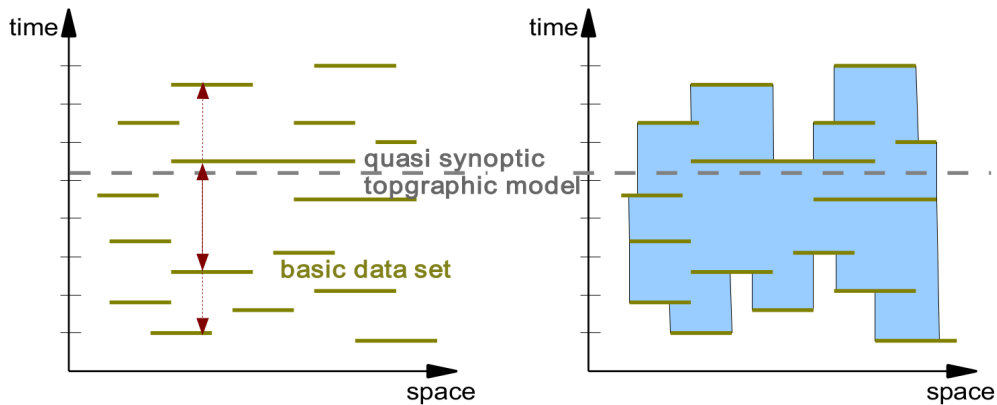 time
time
quasi synoptic
topgraphic model
basic data set
space
space